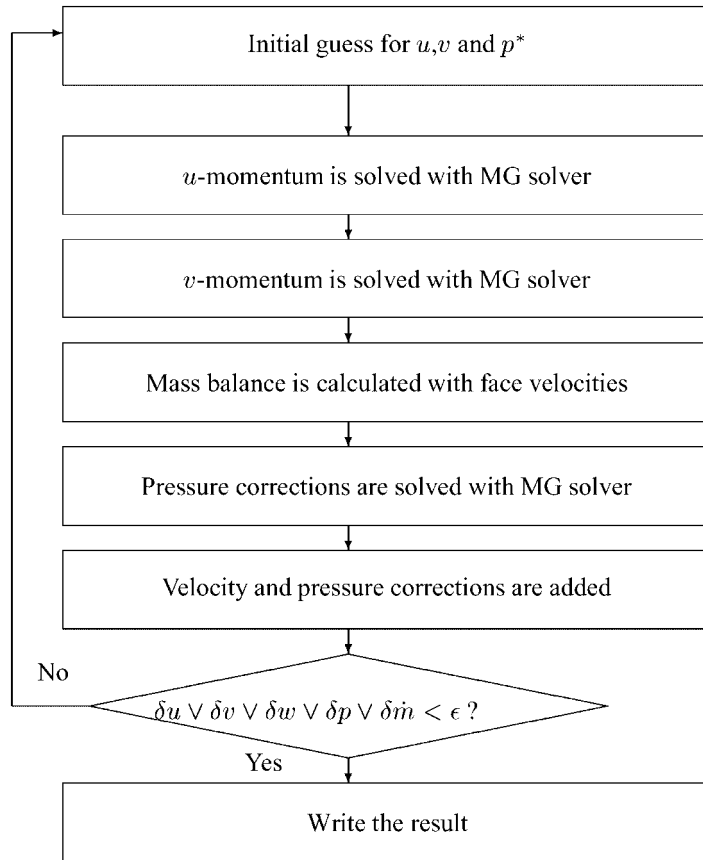 Initial guess for u,v and p*
u-momentum is solved with MG solver
v-momentum is solved with MG solver
Mass balance is calculated with face velocities
Pressure corrections are solved with MG solver
Velocity and pressure corrections are added
No
δu ∨ δv ∨ δw ∨ δp ∨ δṁ < ϵ ?
Yes
Write the result